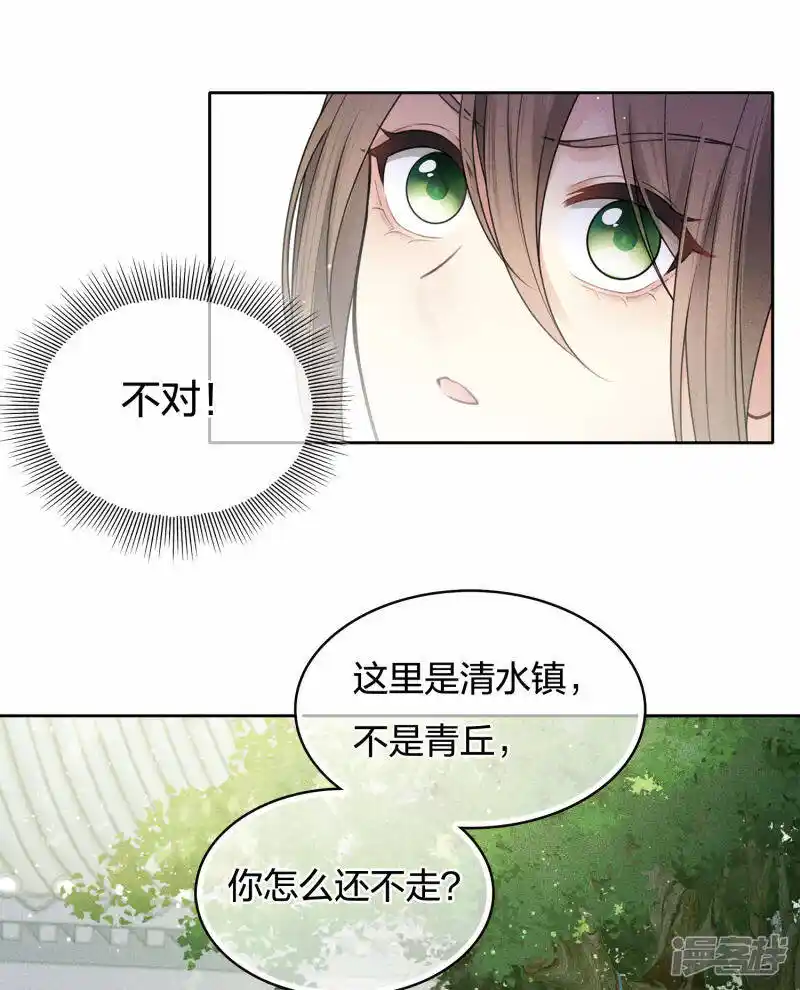 不对！
这里是清水镇，
不是青丘，
你怎么还不走？
漫客栈